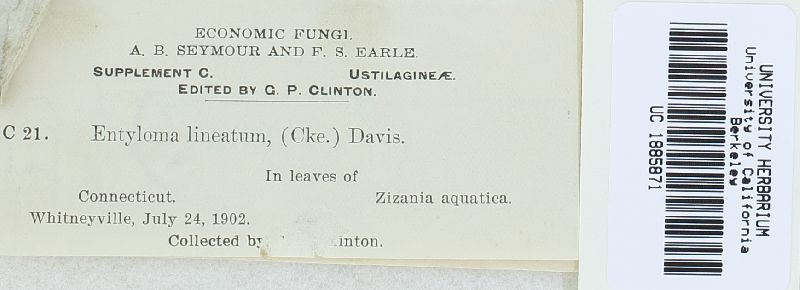 ECONOMIC FUNGI.
A. B. SEYMOUR AND F. S. EARLE.
SUPPLEMENT C. USTILAGINEÆ.
EDITED BY G. P. CLINTON.
C 21. Entyloma lineatum, (Cke.) Davis.
In leaves of
Connecticut. Zizania aquatica.
Whitneyville, July 24, 1902.
Collected by inton.
UNIVERSITY HERBARIUM
University of California
Berkeley
UC 1885871